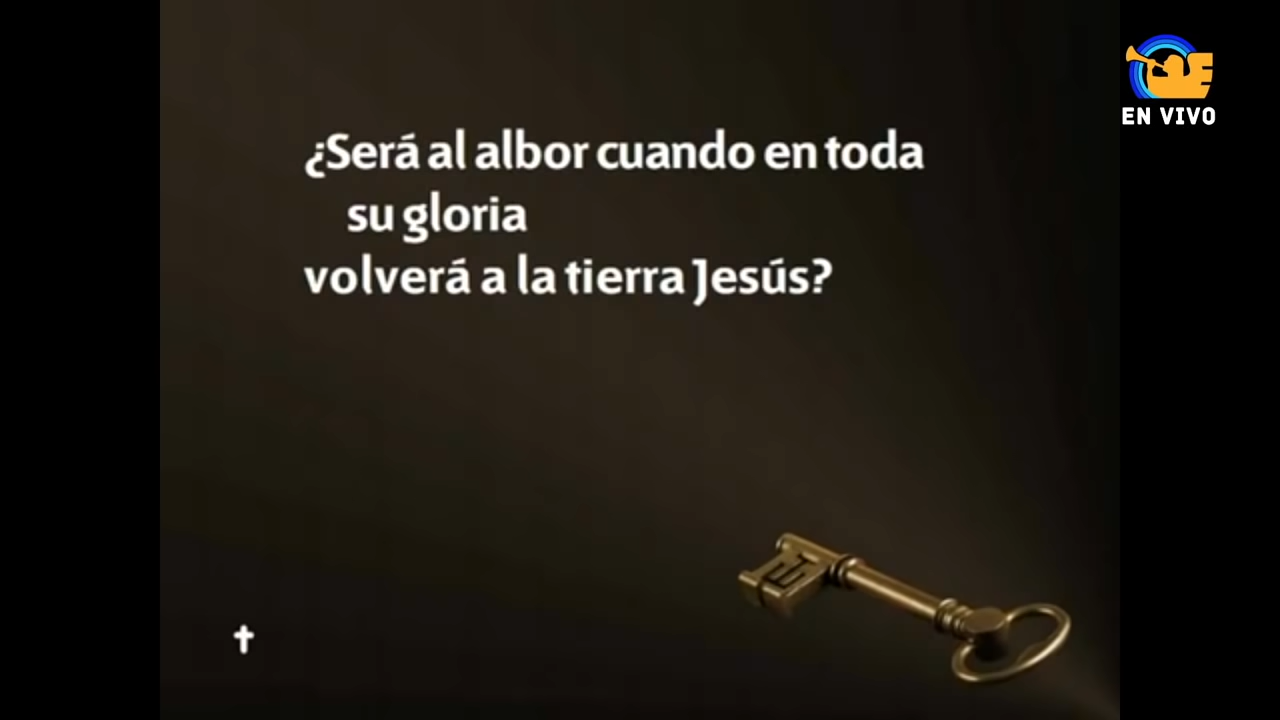 ¿Será al albor cuando en toda
su gloria
volverá a la tierra Jesús?
EN VIVO